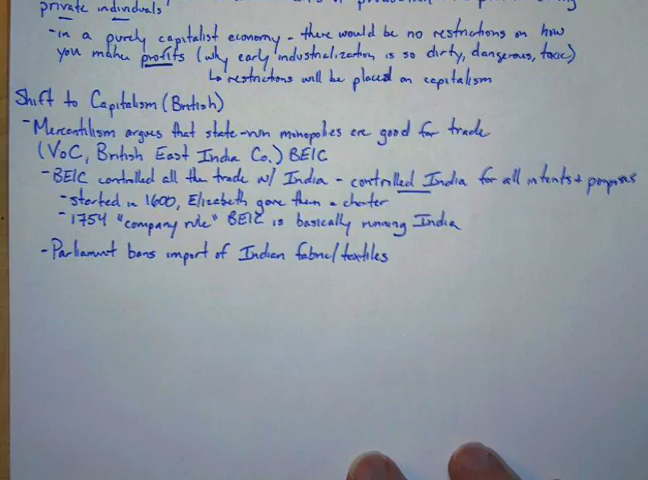 private individuals
- in a purely capitalist economy - there would be no restrictions on how
you make profits (why early industrialization is so dirty, dangerous, toxic)
↳ restrictions will be placed on capitalism
Shift to Capitalism (British)
- Mercantilism argues that state-run monopolies are good for trade
(VoC, British East India Co.) BEIC
- BEIC controlled all the trade w/ India - controlled India for all intents + purposes
- started in 1600, Elizabeth gave them a charter
- 1754 "company rule" BEIC is basically running India
- Parliament bans import of Indian fabric/textiles